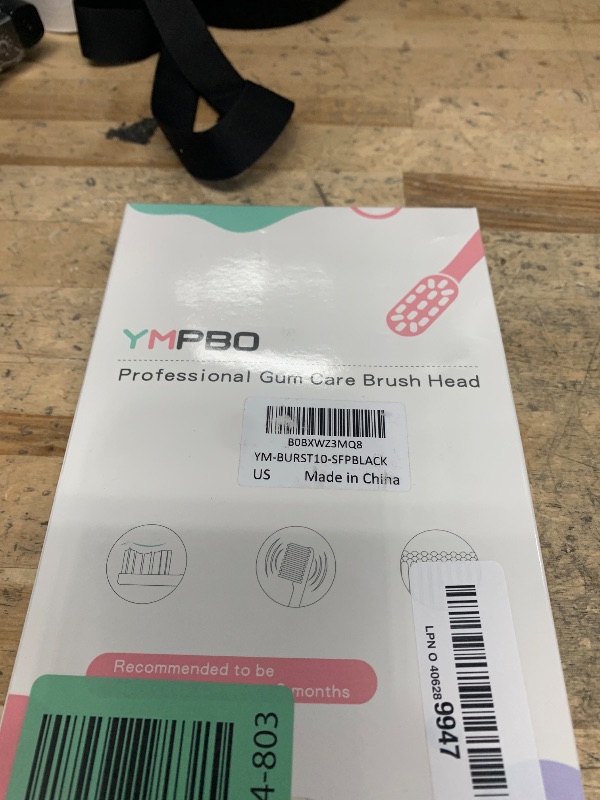 YMPBO
Professional Gum Care Brush Head
B0BXWZ3MQ8
YM-BURST10-SFPBLACK
US Made in China
Recommended to be
months
LPN O 40628 9947
4-803